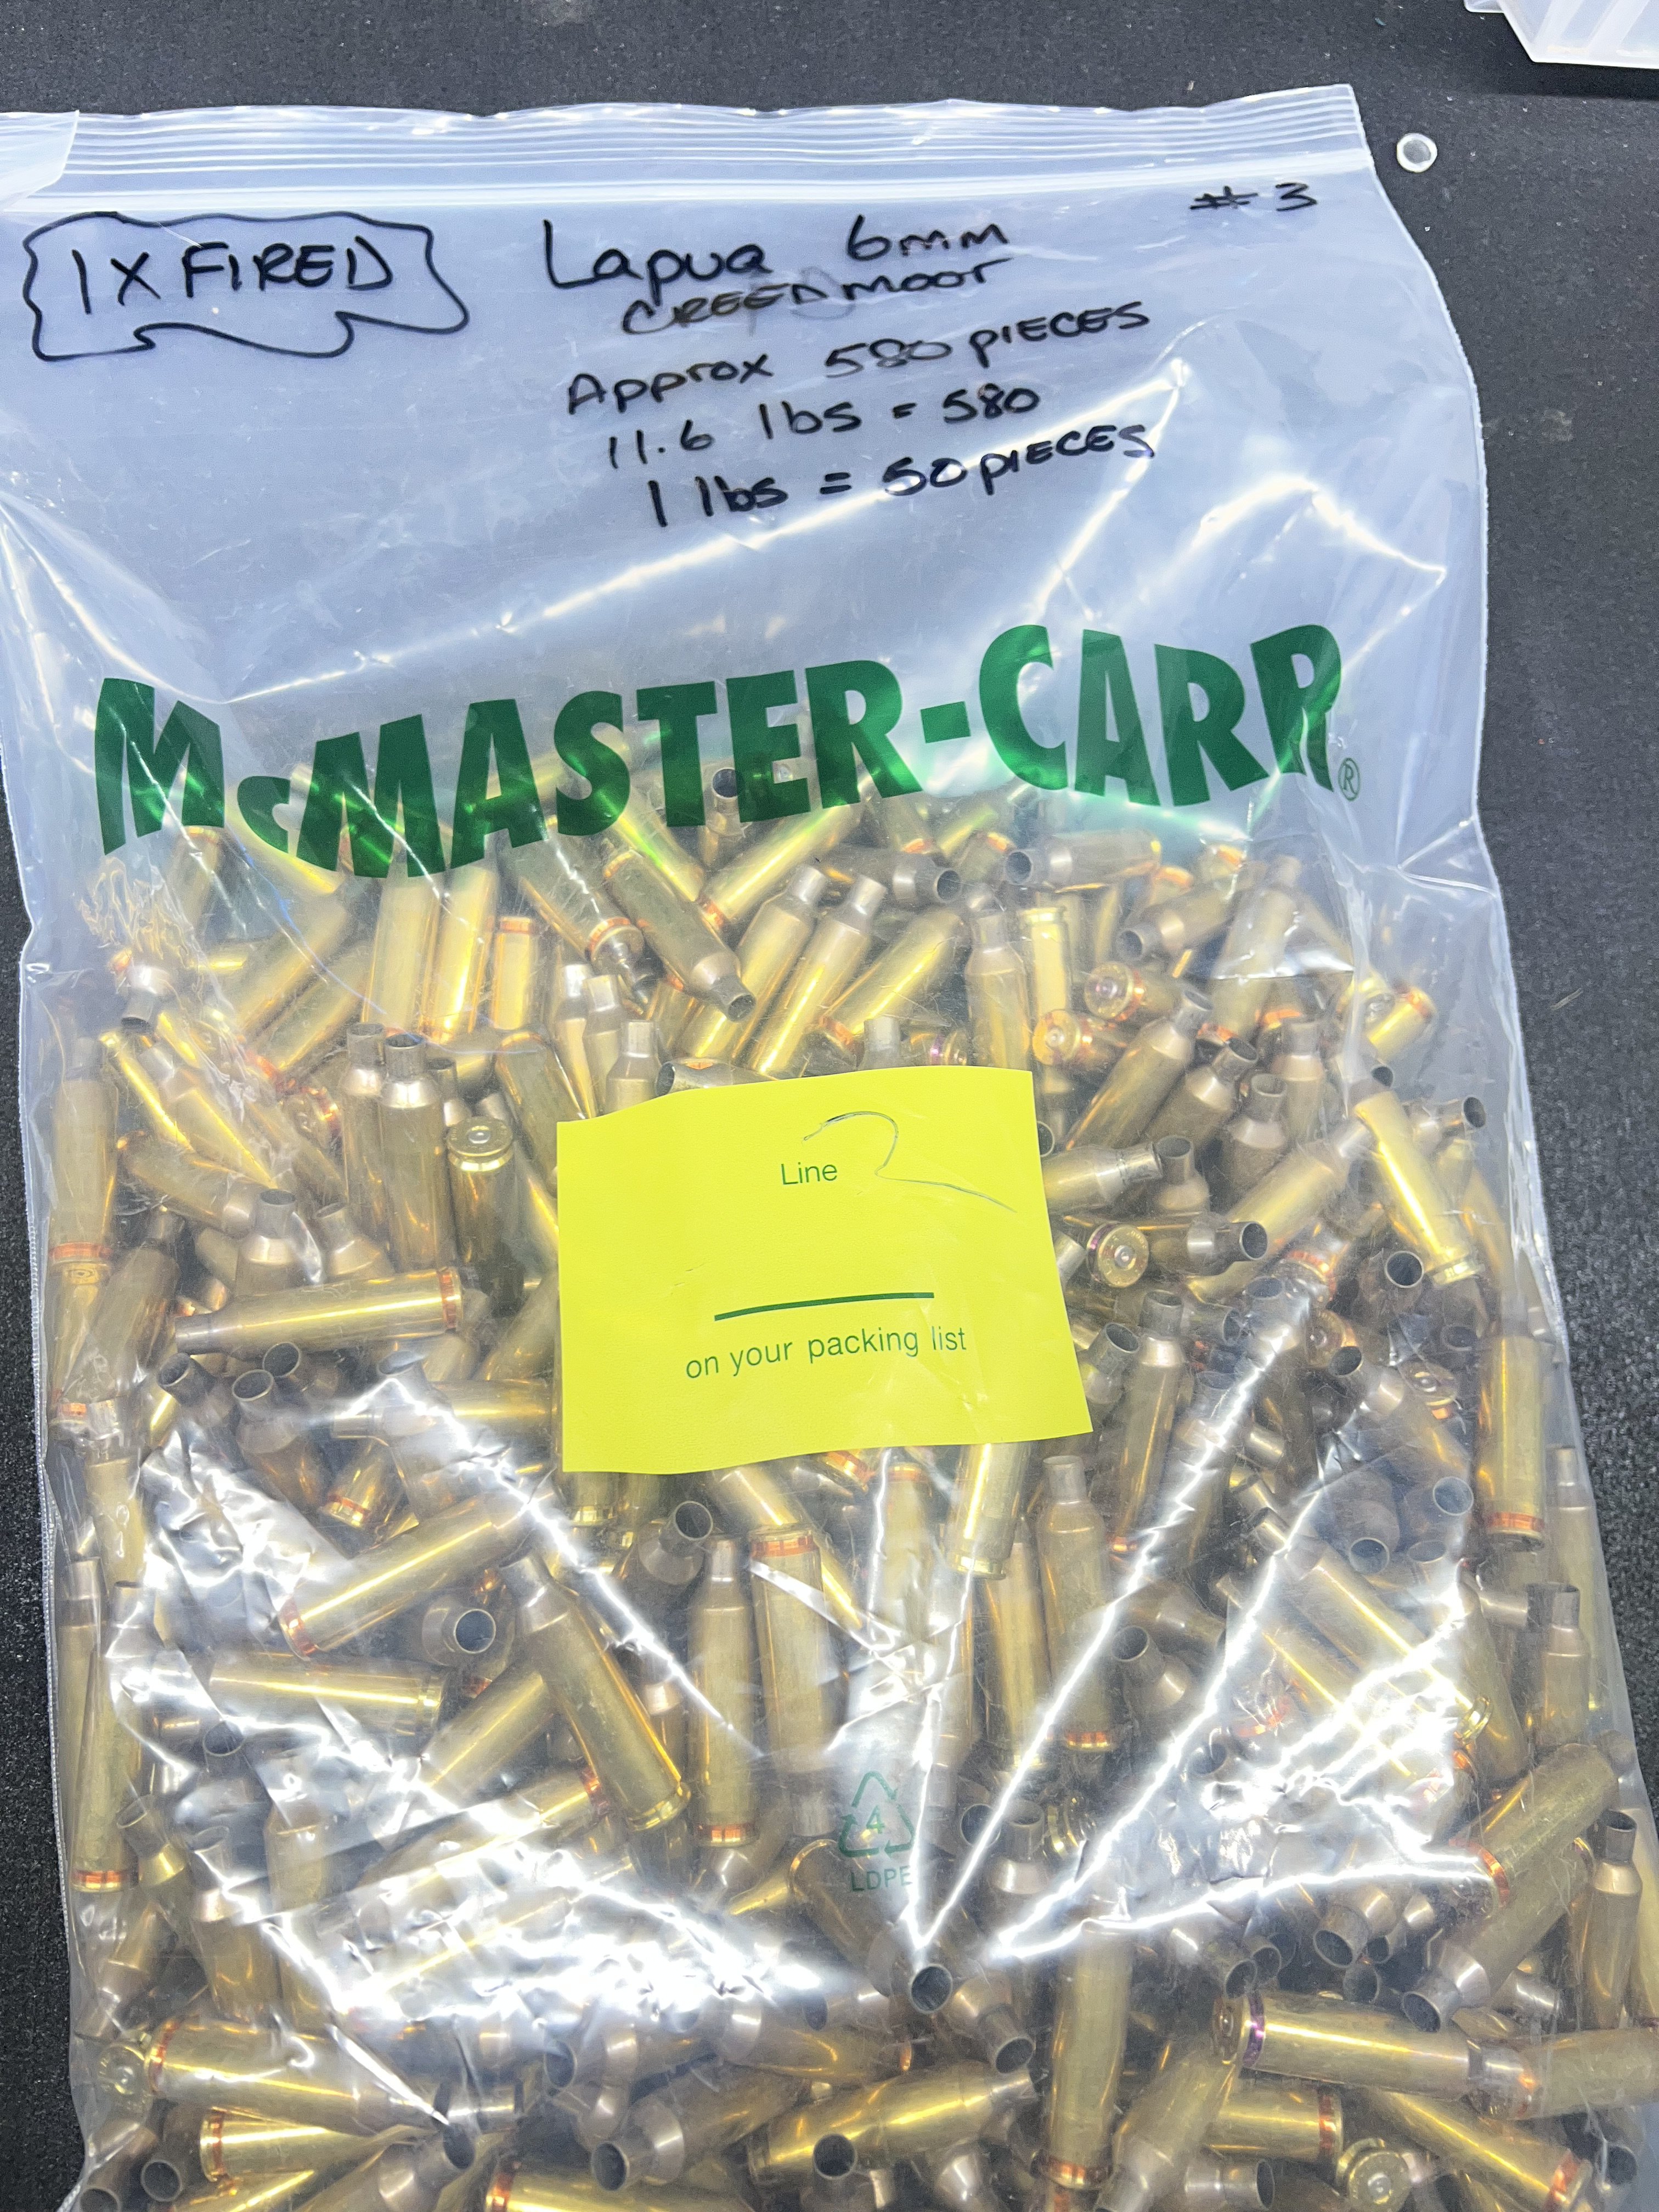 1X FIRED
Lapua 6mm
CREEDmoor
#3
Approx 580 PIECES
11.6 lbs = 580
1 lbs = 50 PIECES
McMASTER-CARR®
Line 2
on your packing list
4
LDPE